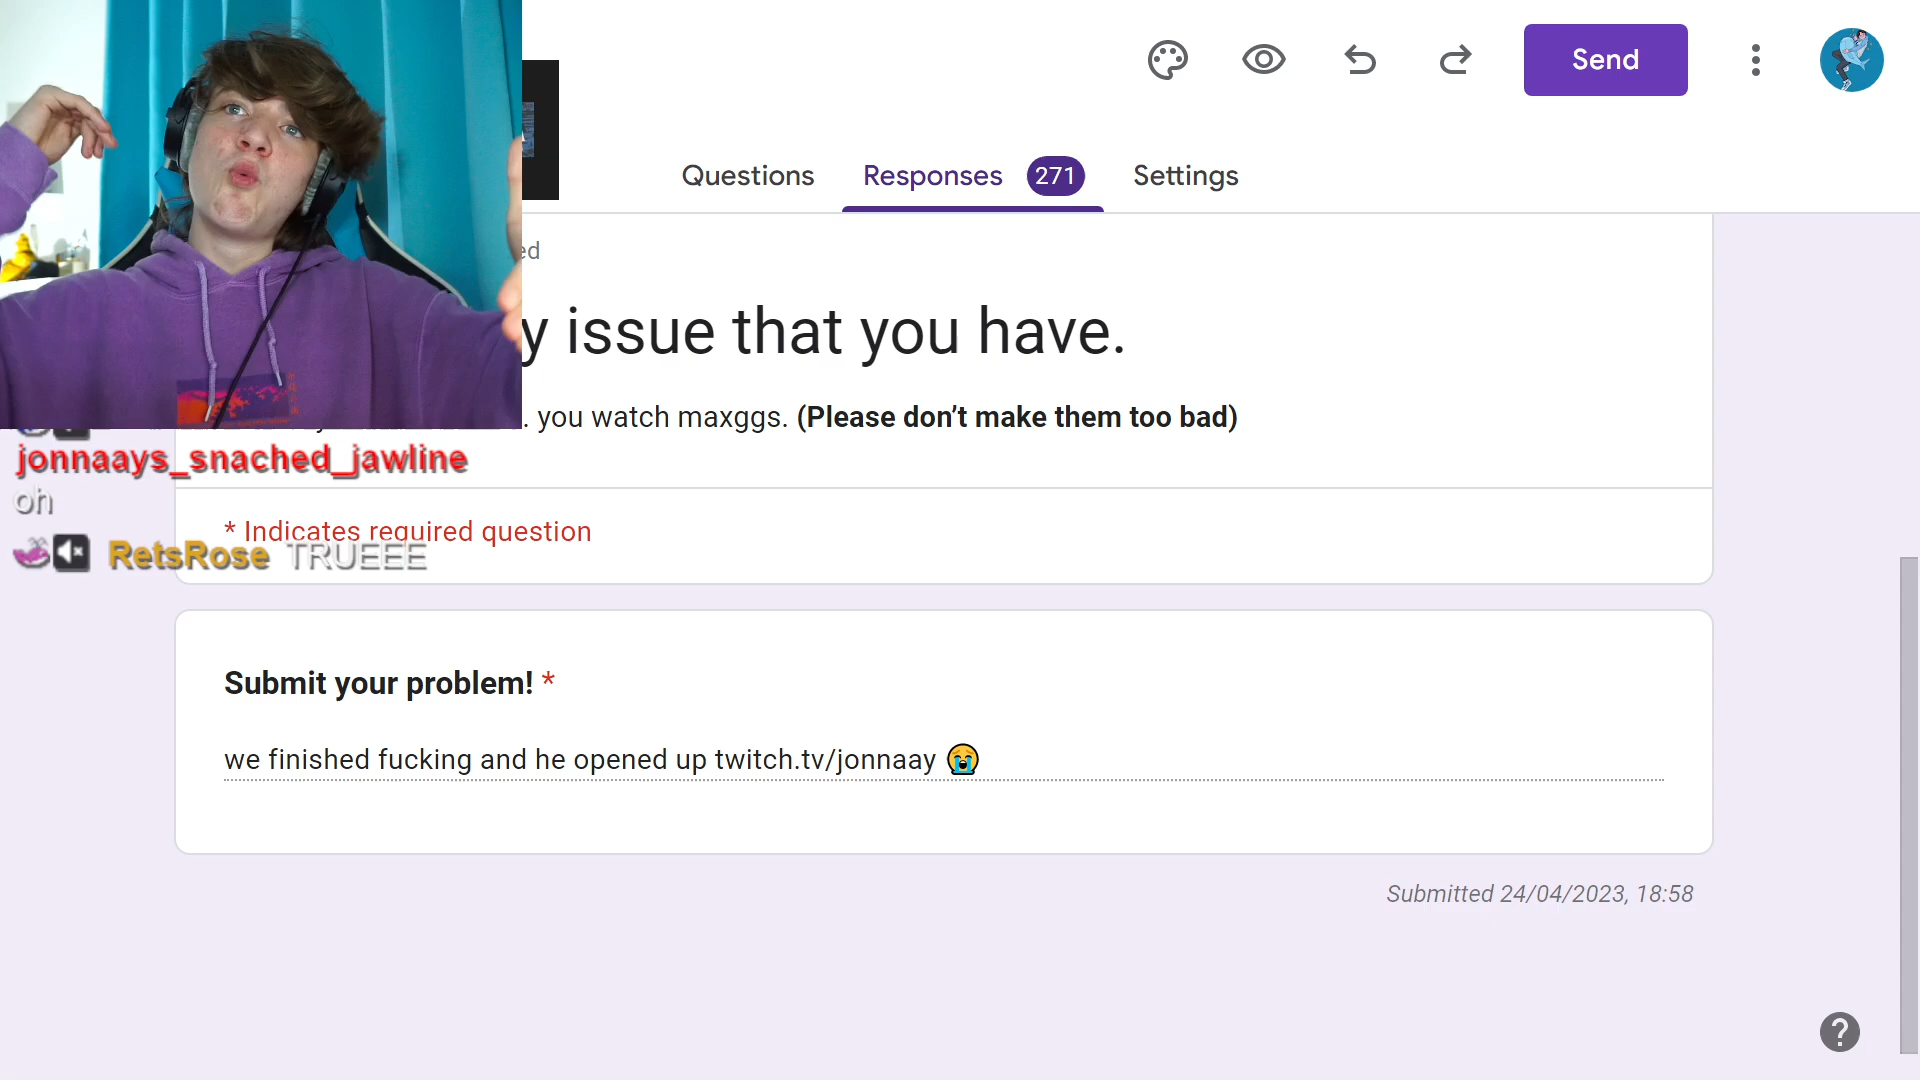 Send
Questions
Responses 271
Settings
ed
y issue that you have.
. you watch maxggs. (Please don’t make them too bad)
jonnaays_snached_jawline
oh
* Indicates required question
RetsRose TRUEEE
Submit your problem! *
we finished fucking and he opened up twitch.tv/jonnaay 😭
Submitted 24/04/2023, 18:58